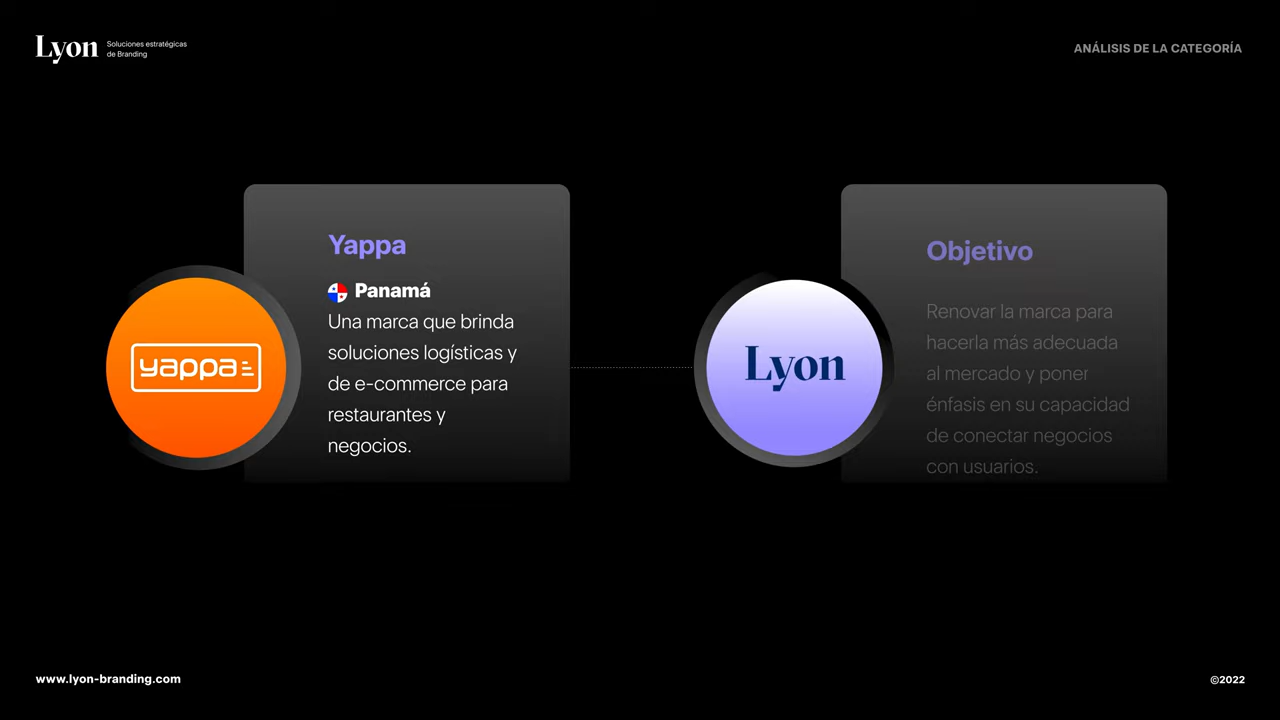 Lyon
Soluciones estratégicas
de Branding
ANÁLISIS DE LA CATEGORÍA
yappa
Yappa
Panamá
Una marca que brinda
soluciones logísticas y
de e-commerce para
restaurantes y
negocios.
Lyon
Objetivo
Renovar la marca para
hacerla más adecuada
al mercado y poner
énfasis en su capacidad
de conectar negocios
con usuarios.
www.lyon-branding.com
©2022